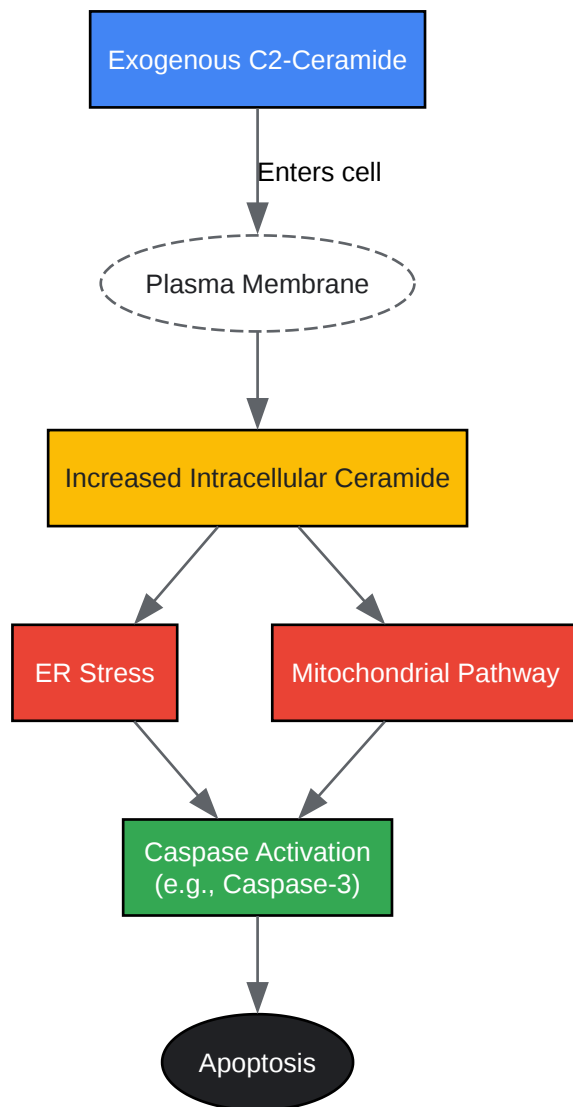 Exogenous C2-Ceramide
Enters cell
Plasma Membrane
Increased Intracellular Ceramide
ER Stress
Mitochondrial Pathway
Caspase Activation
(e.g., Caspase-3)
Apoptosis